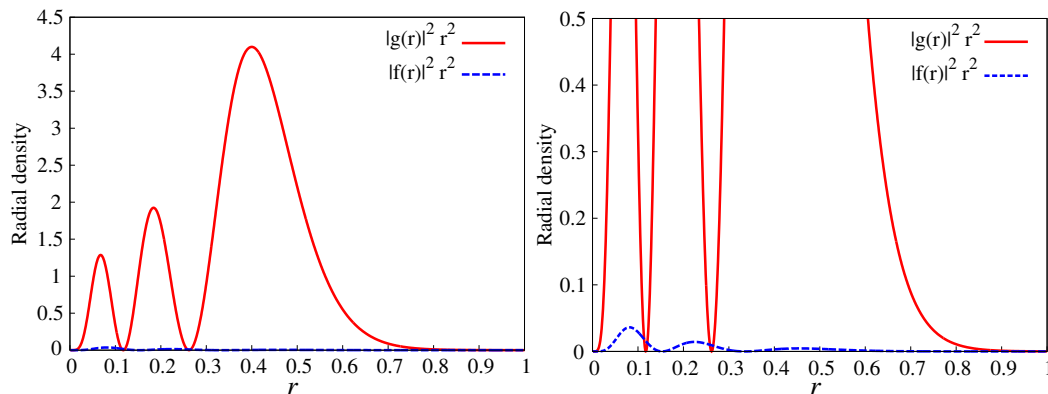 4.5
4
3.5
3
2.5
2
1.5
1
0.5
0
Radial density
|g(r)|² r²
|f(r)|² r²
0 0.1 0.2 0.3 0.4 0.5 0.6 0.7 0.8 0.9 1
r
0.5
0.4
0.3
0.2
0.1
0
Radial density
|g(r)|² r²
|f(r)|² r²
0 0.1 0.2 0.3 0.4 0.5 0.6 0.7 0.8 0.9 1
r